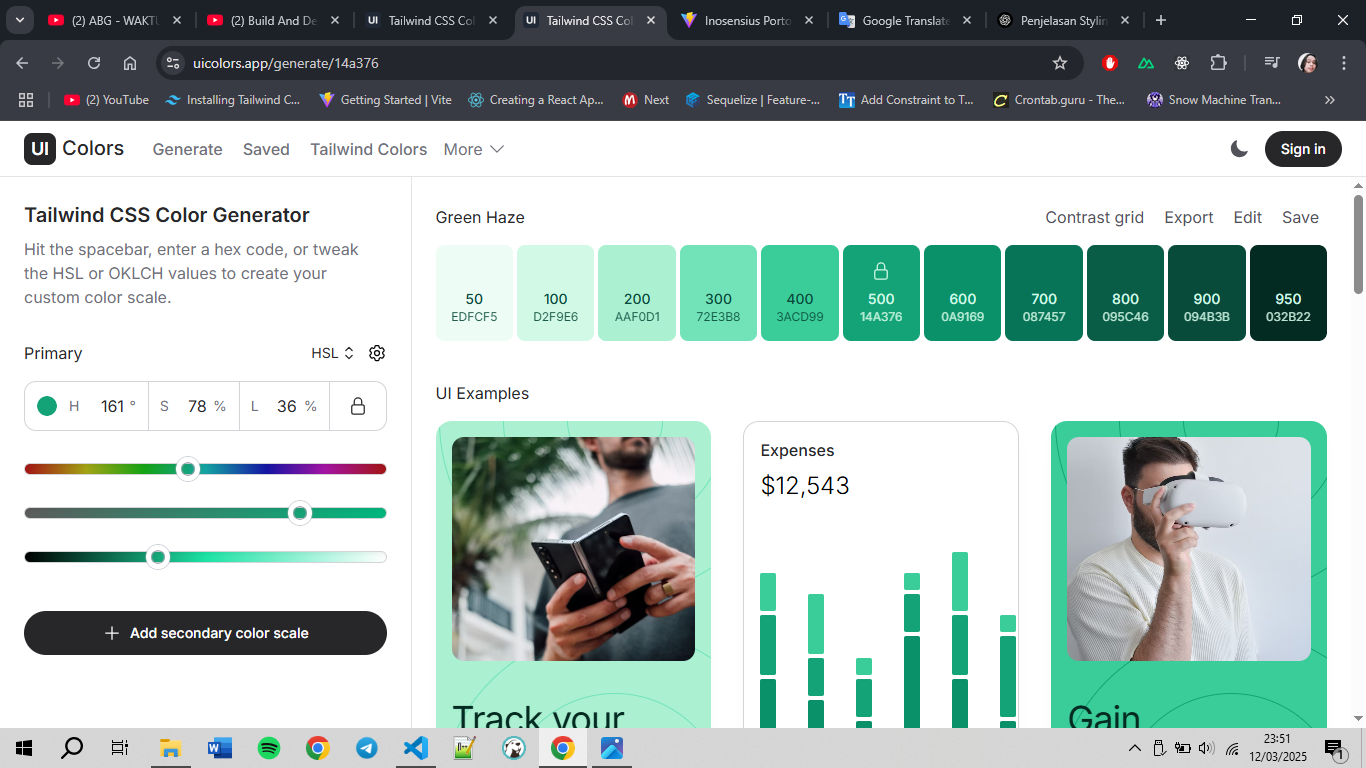 (2) ABG - WAKTU
(2) Build And De
Tailwind CSS Col
Tailwind CSS Col
Inosensius Porto
Google Translate
Penjelasan Stylin
uicolors.app/generate/14a376
(2) YouTube
Installing Tailwind C...
Getting Started | Vite
Creating a React Ap...
Next
Sequelize | Feature-...
Add Constraint to T...
Crontab.guru - The...
Snow Machine Tran...
UI Colors
Generate
Saved
Tailwind Colors
More
Sign in
Tailwind CSS Color Generator
Hit the spacebar, enter a hex code, or tweak
the HSL or OKLCH values to create your
custom color scale.
Primary
HSL
H 161 °
S 78 %
L 36 %
Add secondary color scale
Green Haze
Contrast grid
Export
Edit
Save
50
EDFCF5
100
D2F9E6
200
AAF0D1
300
72E3B8
400
3ACD99
500
14A376
600
0A9169
700
087457
800
095C46
900
094B3B
950
032B22
UI Examples
Track your
Expenses
$12,543
Gain
23:51
12/03/2025
1